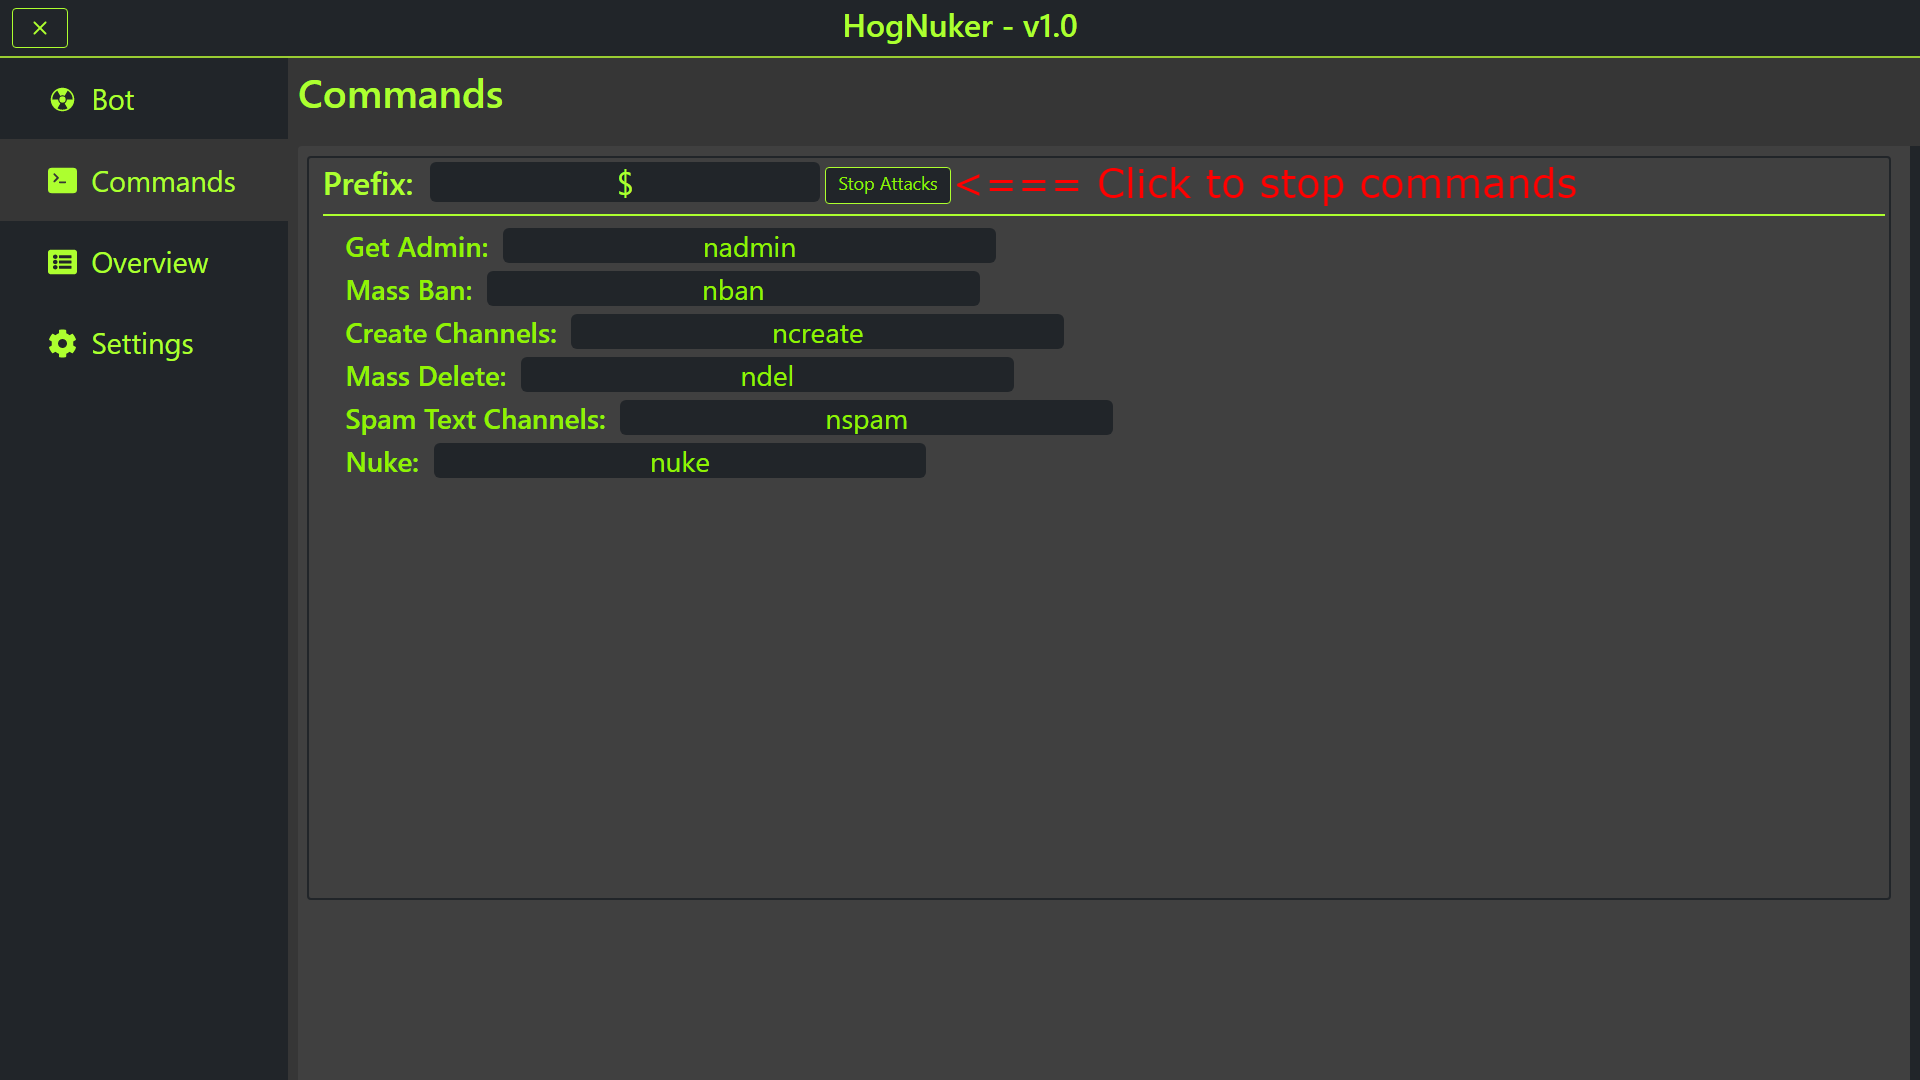 HogNuker - v1.0
Bot
Commands
Overview
Settings
Commands
Prefix: $ Stop Attacks <=== Click to stop commands
Get Admin: nadmin
Mass Ban: nban
Create Channels: ncreate
Mass Delete: ndel
Spam Text Channels: nspam
Nuke: nuke